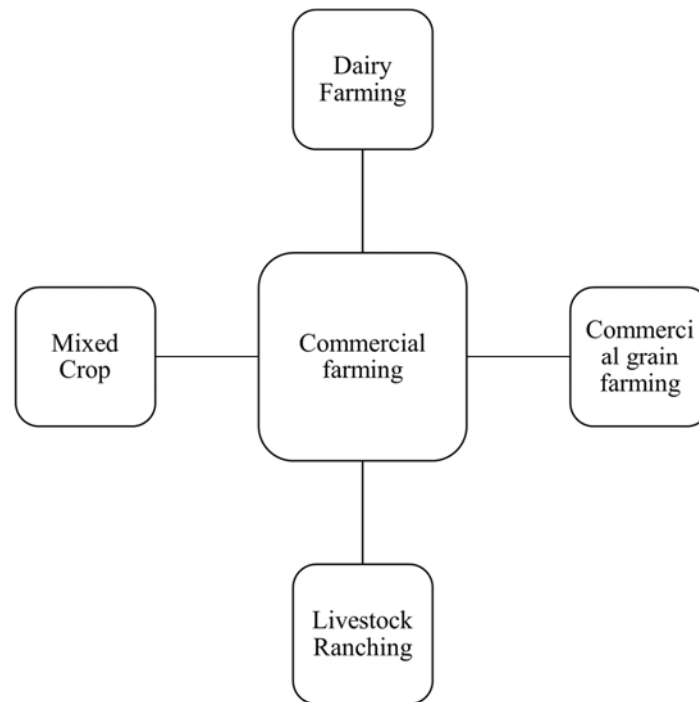 Dairy
Farming
Mixed
Crop
Commercial
farming
Commerci
al grain
farming
Livestock
Ranching